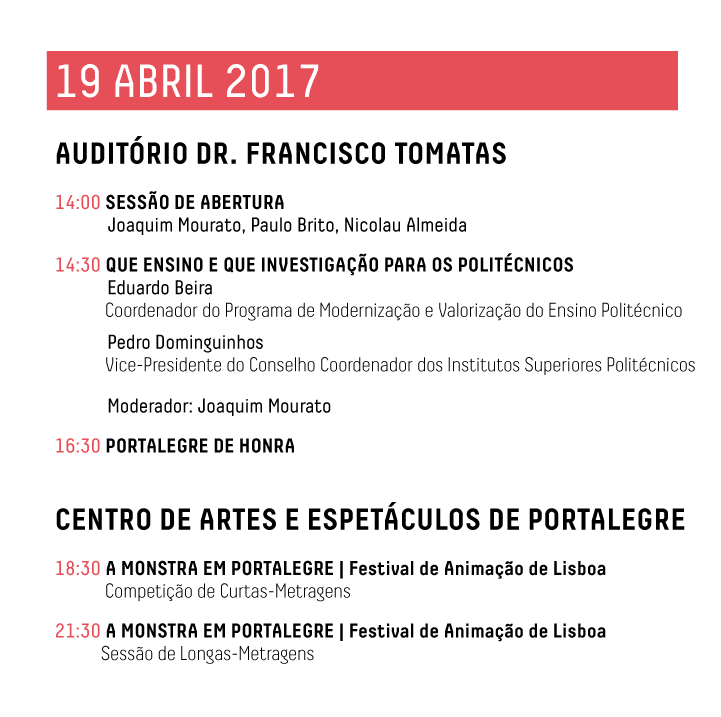 19 ABRIL 2017
AUDITÓRIO DR. FRANCISCO TOMATAS
14:00 SESSÃO DE ABERTURA
Joaquim Mourato, Paulo Brito, Nicolau Almeida
14:30 QUE ENSINO E QUE INVESTIGAÇÃO PARA OS POLITÉCNICOS
Eduardo Beira
Coordenador do Programa de Modernização e Valorização do Ensino Politécnico
Pedro Dominguinhos
Vice-Presidente do Conselho Coordenador dos Institutos Superiores Politécnicos
Moderador: Joaquim Mourato
16:30 PORTALEGRE DE HONRA
CENTRO DE ARTES E ESPETÁCULOS DE PORTALEGRE
18:30 A MONSTRA EM PORTALEGRE | Festival de Animação de Lisboa
Competição de Curtas-Metragens
21:30 A MONSTRA EM PORTALEGRE | Festival de Animação de Lisboa
Sessão de Longas-Metragens